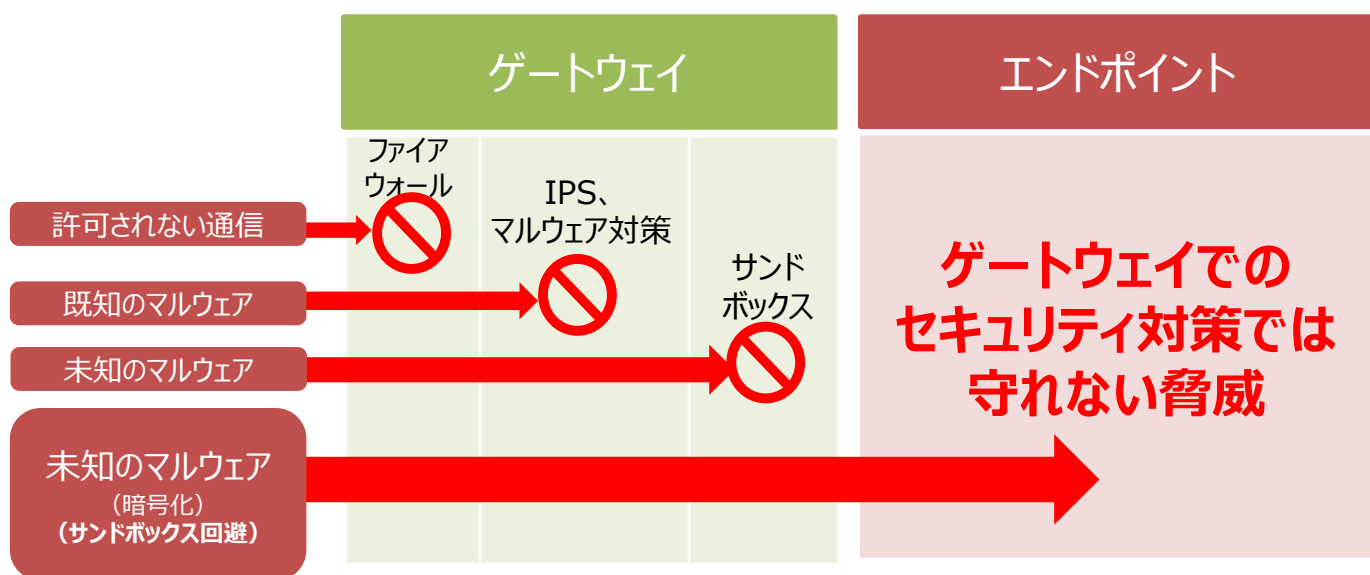 ゲートウェイ
エンドポイント
ファイア
ウォール
IPS、
マルウェア対策
サンド
ボックス
許可されない通信
既知のマルウェア
未知のマルウェア
未知のマルウェア
（暗号化）
（サンドボックス回避）
ゲートウェイでの
セキュリティ対策では
守れない脅威